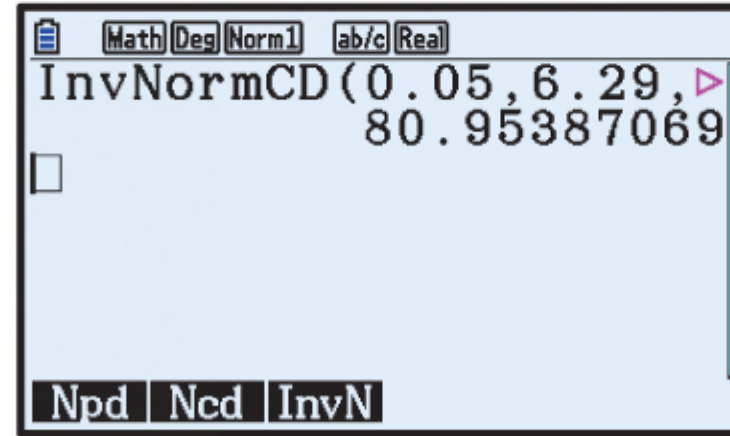 Math Deg Norm1 ab/c Real
InvNormCD(0.05,6.29,
80.95387069
Npd Ncd InvN